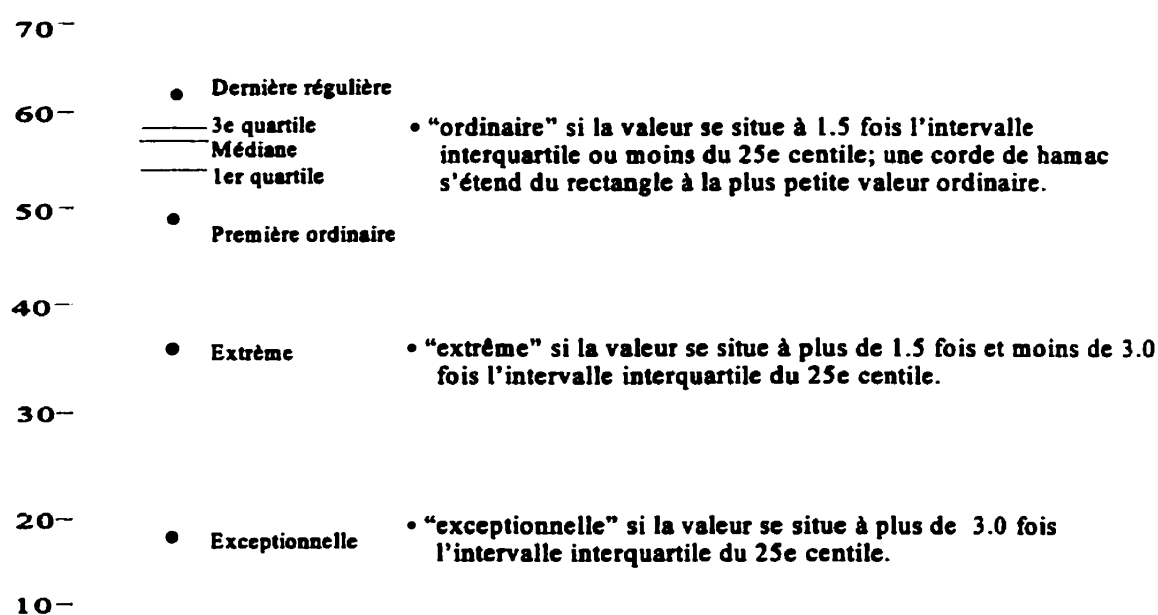 70-
Dernière régulière
60-
3e quartile
• "ordinaire" si la valeur se situe à 1.5 fois l'intervalle
Médiane
interquartile ou moins du 25e centile; une corde de hamac
1er quartile
s'étend du rectangle à la plus petite valeur ordinaire.
50-
Première ordinaire
40-
Extrème
• "extrême" si la valeur se situe à plus de 1.5 fois et moins de 3.0
fois l'intervalle interquartile du 25e centile.
30-
20-
Exceptionnelle
• "exceptionnelle" si la valeur se situe à plus de 3.0 fois
l'intervalle interquartile du 25e centile.
10-